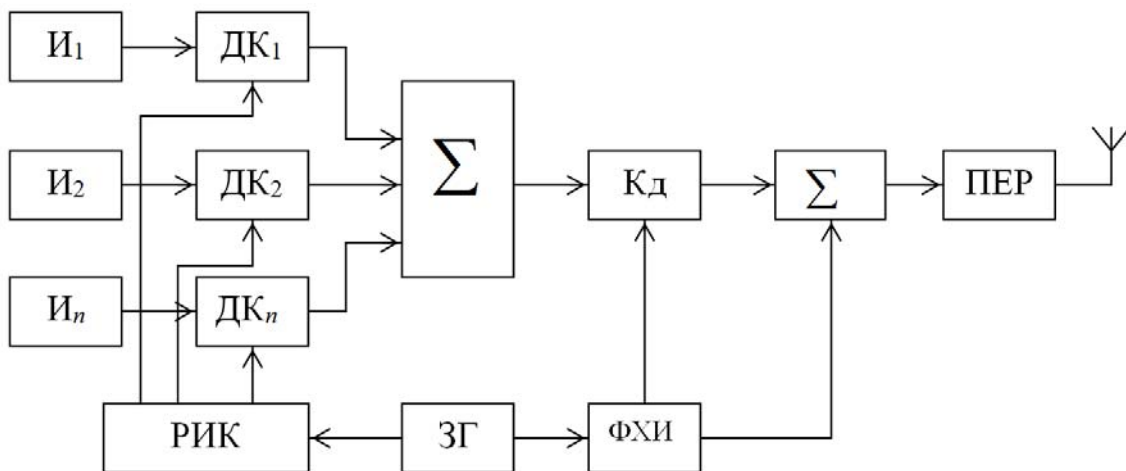 И₁ ДК₁
И₂ ДК₂ Σ Кд Σ ПЕР
Иₙ ДКₙ
РИК ЗГ ФХИ